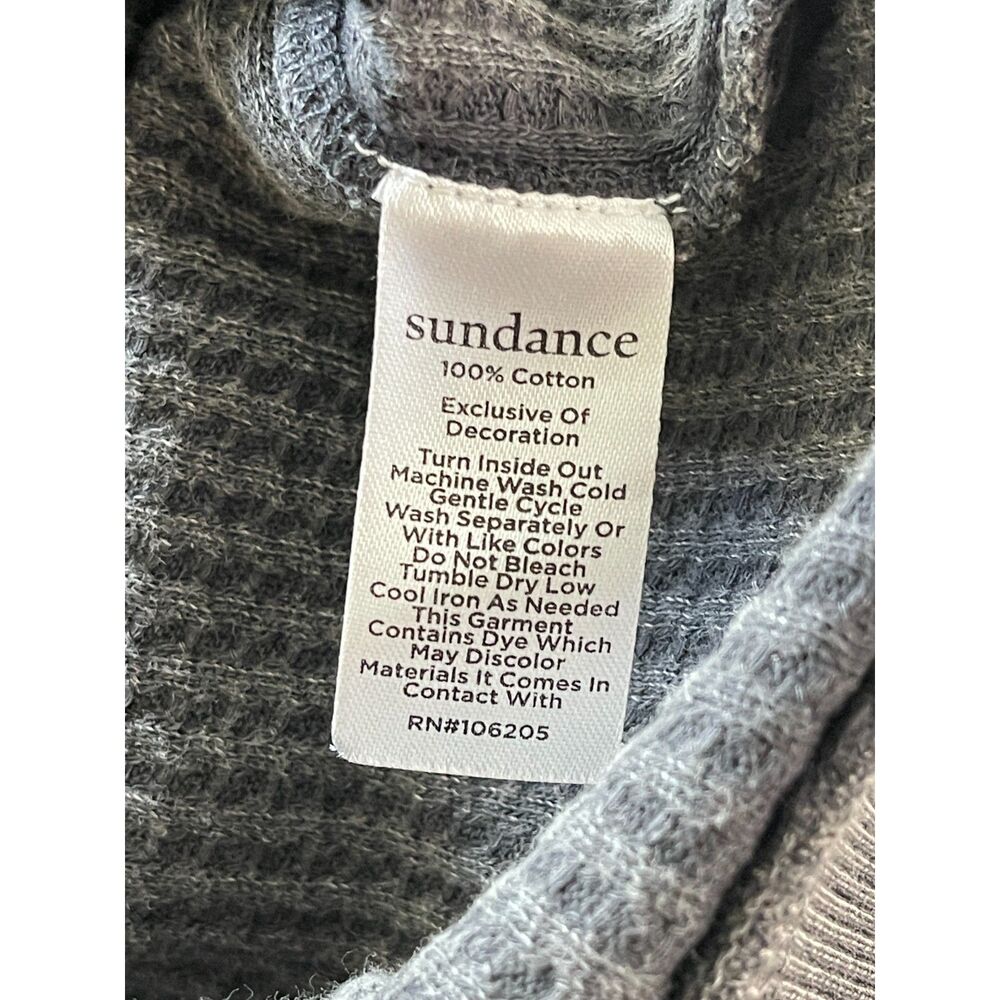 sundance
100% Cotton
Exclusive Of
Decoration
Turn Inside Out
Machine Wash Cold
Gentle Cycle
Wash Separately Or
With Like Colors
Do Not Bleach
Tumble Dry Low
Cool Iron As Needed
This Garment
Contains Dye Which
May Discolor
Materials It Comes In
Contact With
RN#106205